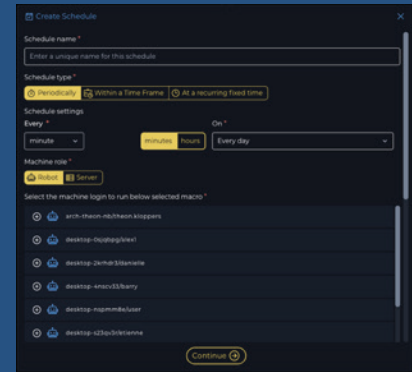 Create Schedule
Schedule name *
Enter a unique name for this schedule
Schedule type *
Periodically Within a Time Frame At a recurring fixed time
Schedule settings
Every * On *
minute minutes hours Every day
Machine role *
Robot Server
Select the machine login to run below selected macro *
arch-theon-nb/theon.kloppers
desktop-0sjqbpg/alex1
desktop-2krhdr3/danielle
desktop-4nscv33/barry
desktop-nspmm8e/user
desktop-s23qv3r/etienne
Continue